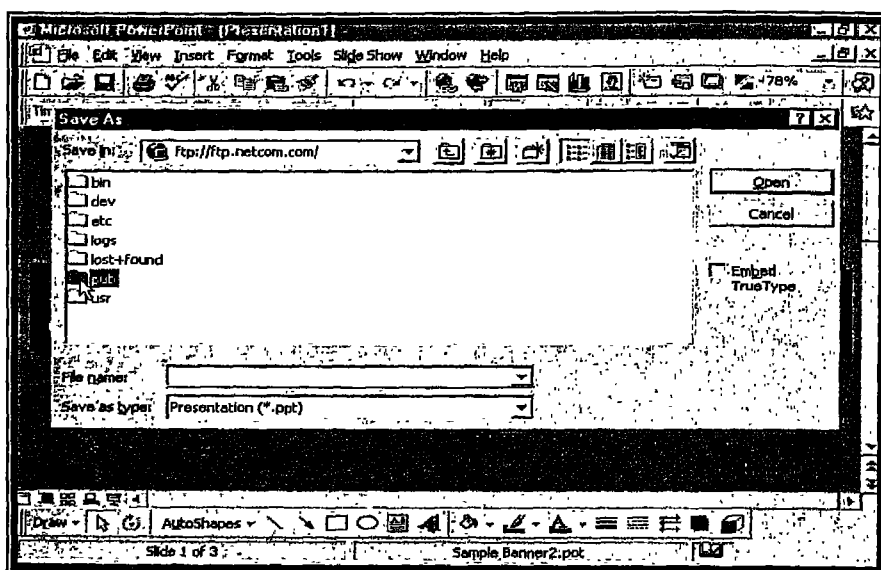 Microsoft PowerPoint - [Presentation1]
File Edit View Insert Format Tools Slide Show Window Help
78%
Tim
Save As
Save in: ftp://ftp.netcom.com/
bin
dev
etc
logs
lost+found
pub
usr
Open
Cancel
Embed
TrueType
File name:
Save as type: Presentation (*.ppt)
Draw AutoShapes
Slide 1 of 3 Sample Banner2.pot